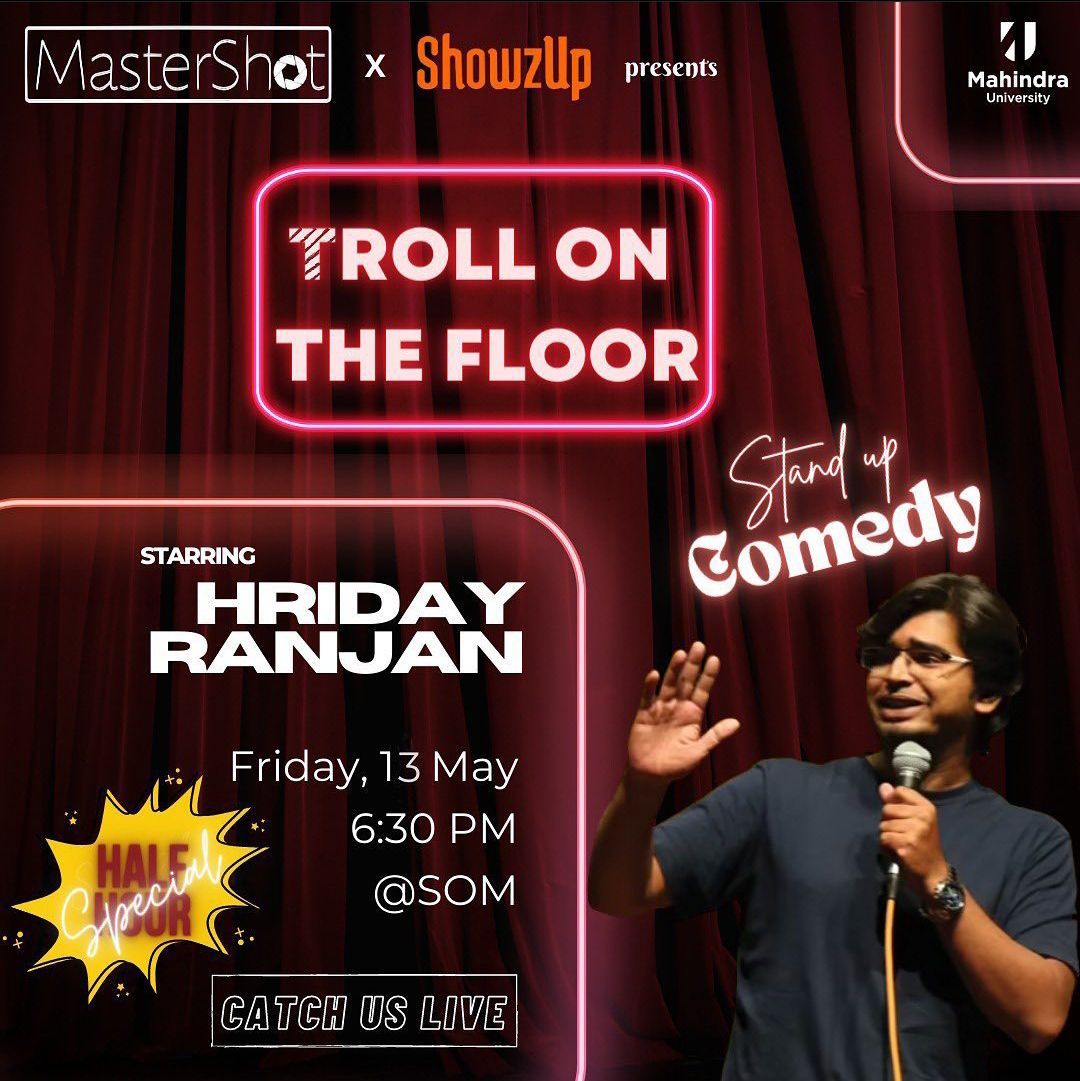 MasterShot x ShowzUp presents
Mahindra
University
TROLL ON
THE FLOOR
Stand up
Comedy
STARRING
HRIDAY
RANJAN
Friday, 13 May
6:30 PM
@SOM
HALF
HOUR
Special
CATCH US LIVE